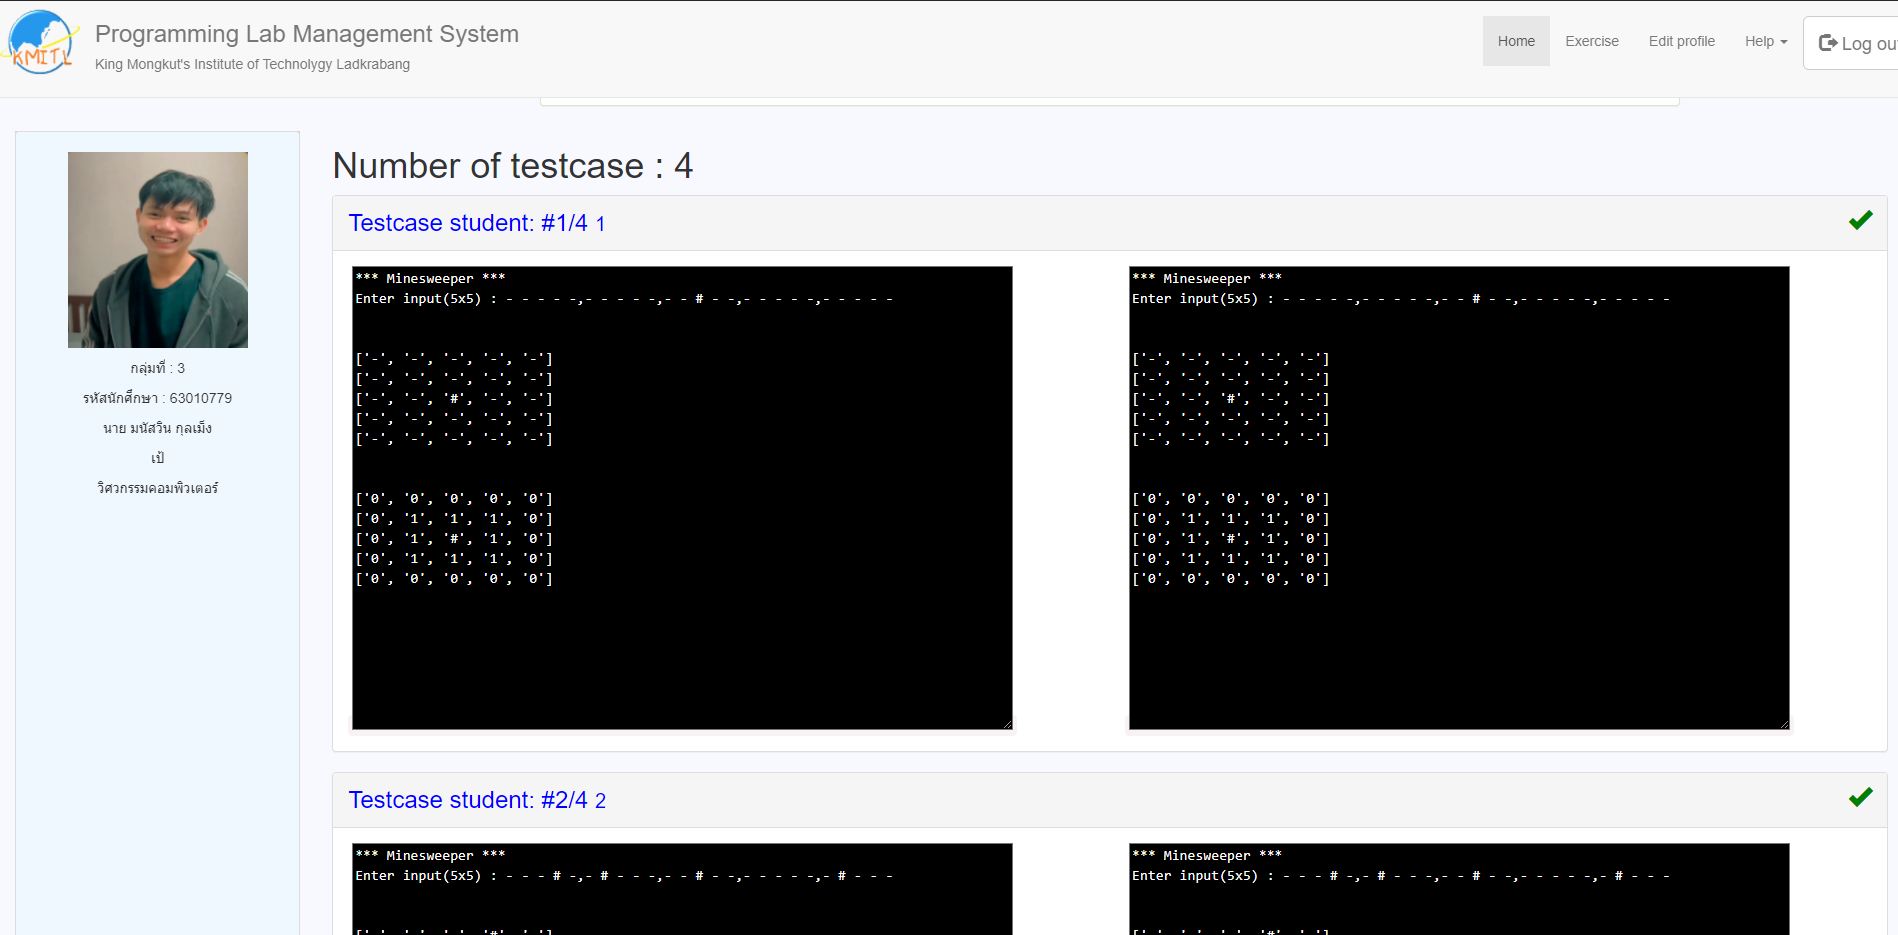 KMITL
Programming Lab Management System
King Mongkut's Institute of Technolygy Ladkrabang
Home
Exercise
Edit profile
Help
Log ou
กลุ่มที่ : 3
รหัสนักศึกษา : 63010779
นาย มนัสวิน กุลเม็ง
เป้
วิศวกรรมคอมพิวเตอร์
Number of testcase : 4
Testcase student: #1/4 1
*** Minesweeper ***
Enter input(5x5) : - - - - -,- - - - -,- - # - -,- - - - -,- - - - -
['-', '-', '-', '-', '-']
['-', '-', '-', '-', '-']
['-', '-', '#', '-', '-']
['-', '-', '-', '-', '-']
['-', '-', '-', '-', '-']
['0', '0', '0', '0', '0']
['0', '1', '1', '1', '0']
['0', '1', '#', '1', '0']
['0', '1', '1', '1', '0']
['0', '0', '0', '0', '0']
*** Minesweeper ***
Enter input(5x5) : - - - - -,- - - - -,- - # - -,- - - - -,- - - - -
['-', '-', '-', '-', '-']
['-', '-', '-', '-', '-']
['-', '-', '#', '-', '-']
['-', '-', '-', '-', '-']
['-', '-', '-', '-', '-']
['0', '0', '0', '0', '0']
['0', '1', '1', '1', '0']
['0', '1', '#', '1', '0']
['0', '1', '1', '1', '0']
['0', '0', '0', '0', '0']
Testcase student: #2/4 2
*** Minesweeper ***
Enter input(5x5) : - - - # -,- # - - -,- - # - -,- - - - -,- # - - -
*** Minesweeper ***
Enter input(5x5) : - - - # -,- # - - -,- - # - -,- - - - -,- # - - -